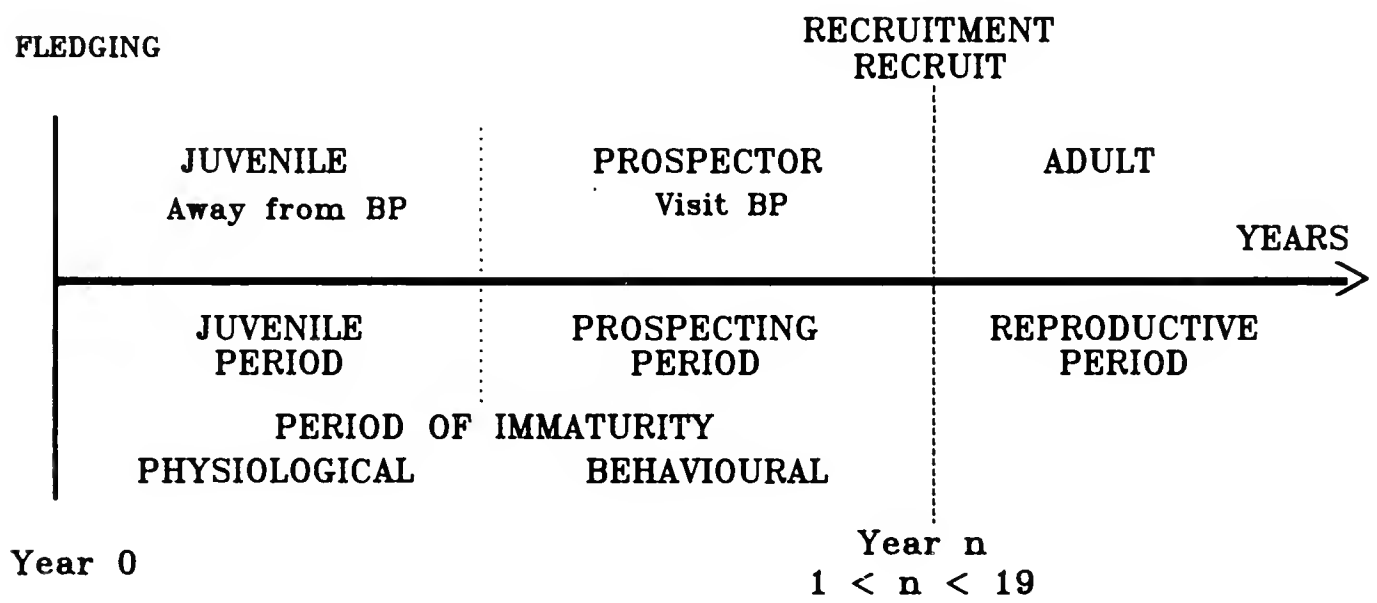 FLEDGING
RECRUITMENT
RECRUIT
JUVENILE
Away from BP
PROSPECTOR
Visit BP
ADULT
YEARS
JUVENILE
PERIOD
PROSPECTING
PERIOD
REPRODUCTIVE
PERIOD
PERIOD OF IMMATURITY
PHYSIOLOGICAL
BEHAVIOURAL
Year 0
Year n
1 < n < 19